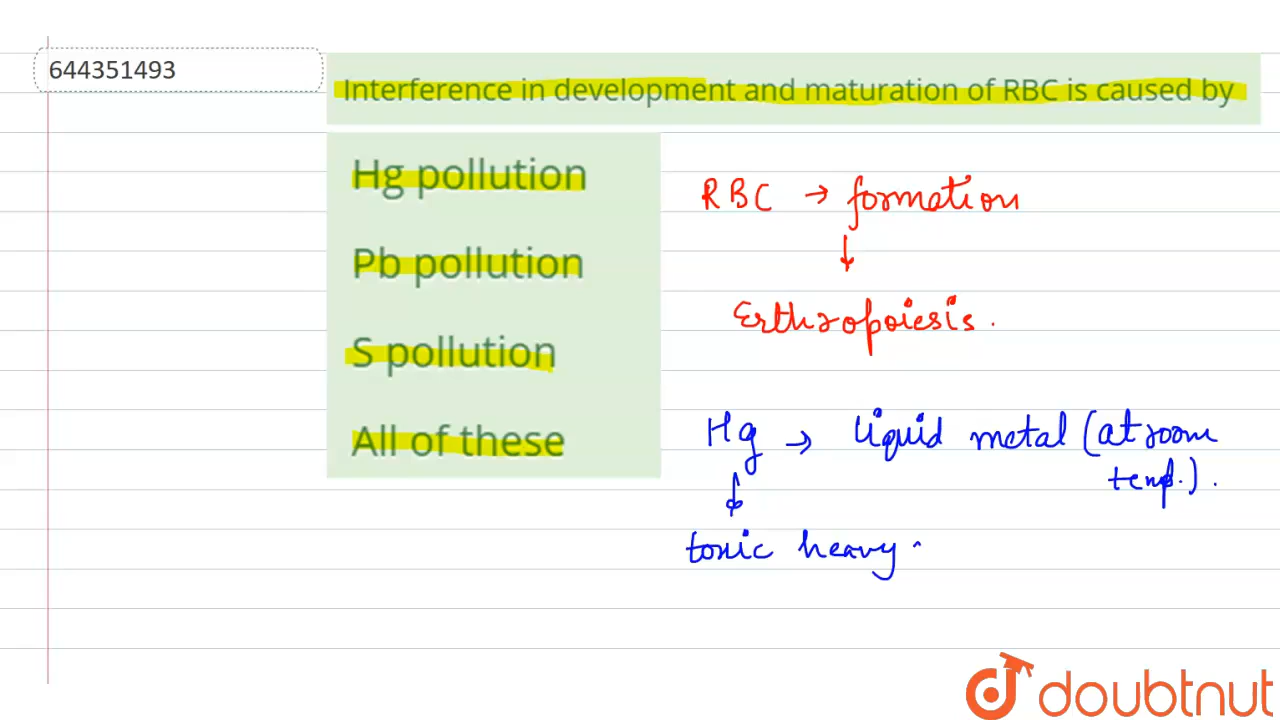 644351493
Interference in development and maturation of RBC is caused by
Hg pollution
Pb pollution
S pollution
All of these
RBC → formation
↓
Erthropoiesis.
Hg → liquid metal (at room
temp.).
toxic heavy
doubtnut